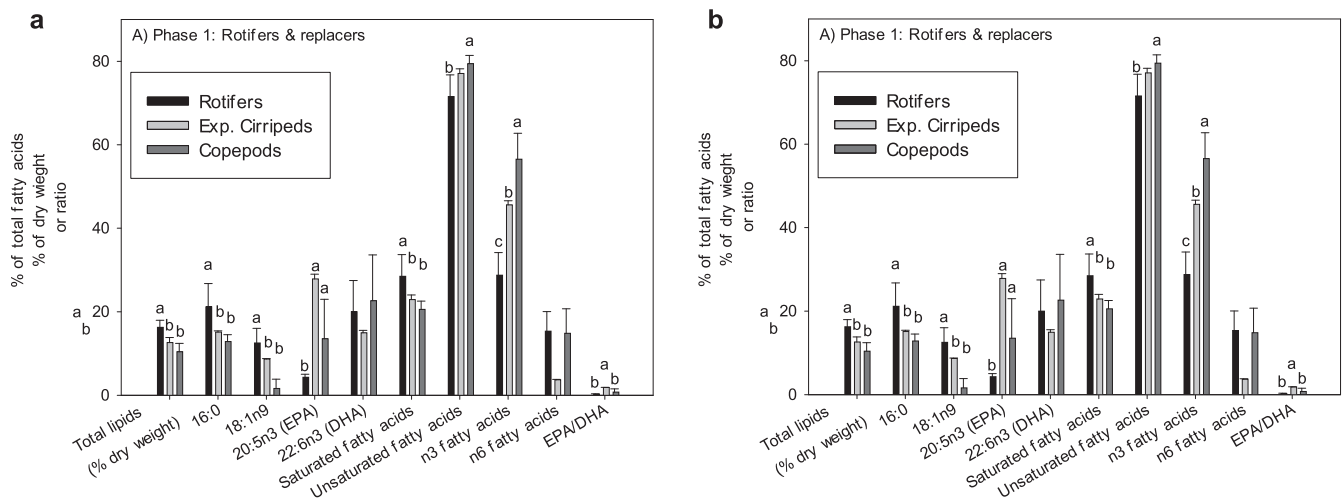 a
A) Phase 1: Rotifers & replacers
Rotifers
Exp. Cirripeds
Copepods
% of total fatty acids
% of dry wieght
or ratio
80
60
40
20
0
a
b
a
b
b
a
b
b
a
b
b
b
a
a
a
b
b
b
a
c
b
a
b
a
b
Total lipids
(% dry weight)
16:0
18:1n9
20:5n3 (EPA)
22:6n3 (DHA)
Saturated fatty acids
Unsaturated fatty acids
n3 fatty acids
n6 fatty acids
EPA/DHA
b
A) Phase 1: Rotifers & replacers
Rotifers
Exp. Cirripeds
Copepods
% of total fatty acids
% of dry wieght
or ratio
80
60
40
20
0
a
b
a
b
b
a
b
b
a
b
b
b
a
a
a
b
b
b
a
c
b
a
b
a
b
Total lipids
(% dry weight)
16:0
18:1n9
20:5n3 (EPA)
22:6n3 (DHA)
Saturated fatty acids
Unsaturated fatty acids
n3 fatty acids
n6 fatty acids
EPA/DHA